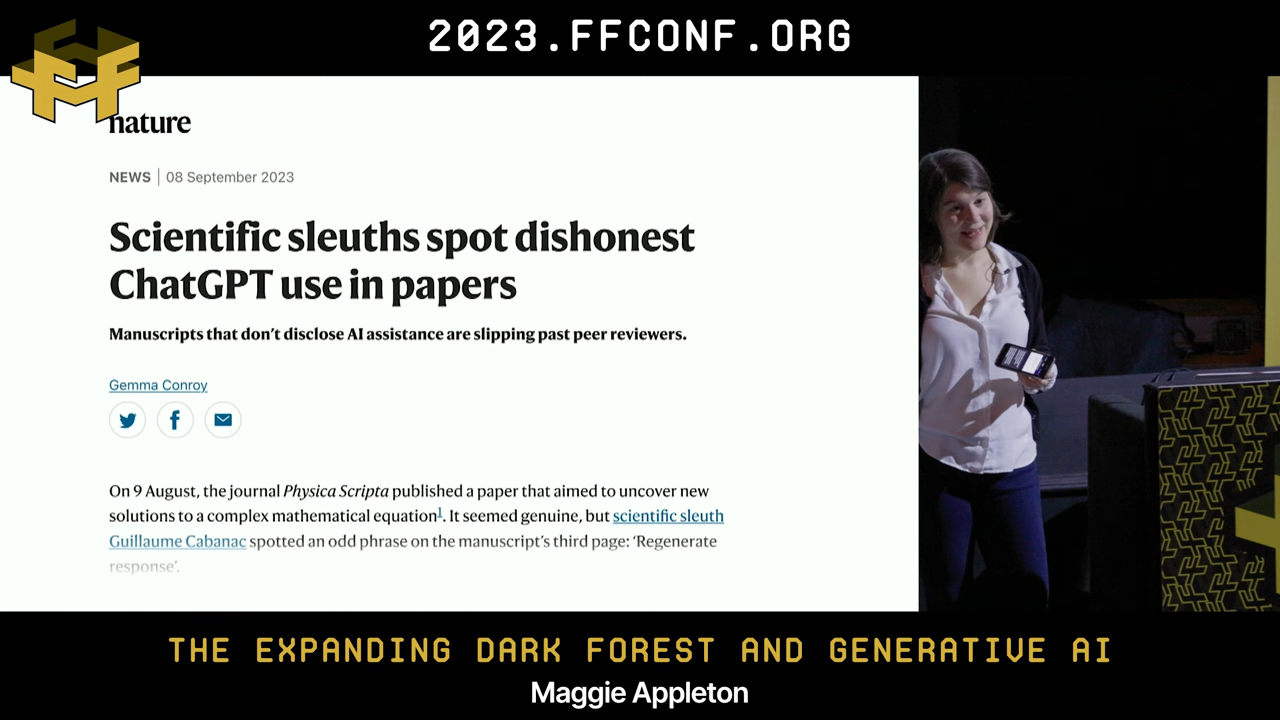 2023.FFCONF.ORG
nature
NEWS | 08 September 2023
Scientific sleuths spot dishonest
ChatGPT use in papers
Manuscripts that don't disclose AI assistance are slipping past peer reviewers.
Gemma Conroy
On 9 August, the journal Physica Scripta published a paper that aimed to uncover new
solutions to a complex mathematical equation1. It seemed genuine, but scientific sleuth
Guillaume Cabanac spotted an odd phrase on the manuscript's third page: ‘Regenerate
response’.
THE EXPANDING DARK FOREST AND GENERATIVE AI
Maggie Appleton